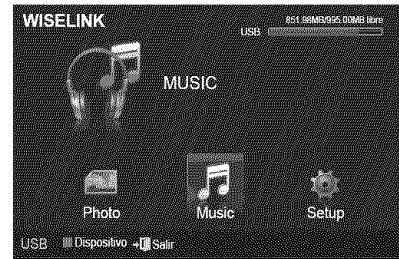 WISELINK
851.98MB/995.00MB libre
USB
MUSIC
Photo Music Setup
USB Dispositivo Salir